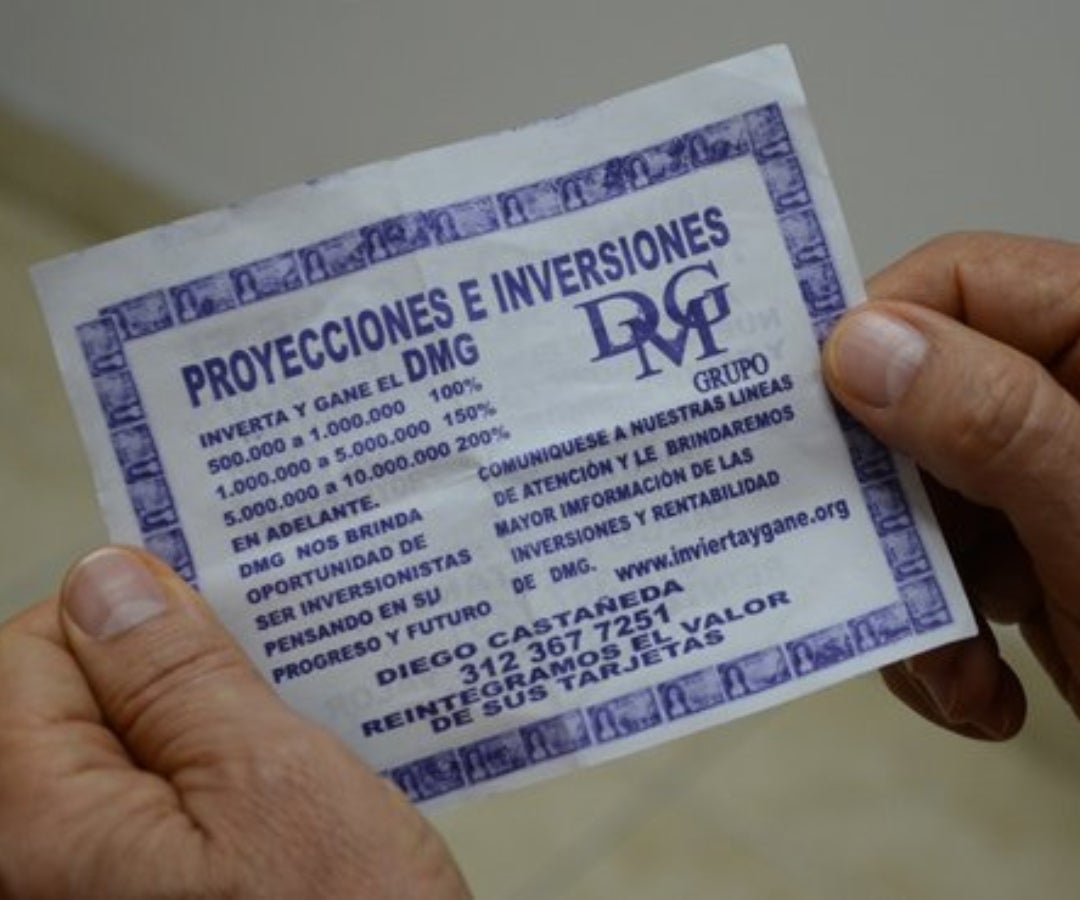 PROYECCIONES E INVERSIONES
DMG
GRUPO
INVERTA Y GANE EL DMG
500.000 a 1.000.000 100%
1.000.000 a 5.000.000 150%
5.000.000 a 10.000.000 200%
EN ADELANTE.
DMG NOS BRINDA
OPORTUNIDAD DE
SER INVERSIONISTAS
PENSANDO EN SU
PROGRESO Y FUTURO
COMUNIQUESE A NUESTRAS LINEAS
DE ATENCIÓN Y LE BRINDAREMOS
MAYOR IMFORMACIÓN DE LAS
INVERSIONES Y RENTABILIDAD
DE DMG. www.inviertaygane.org
DIEGO CASTAÑEDA
312 367 7251
REINTEGRAMOS EL VALOR
DE SUS TARJETAS